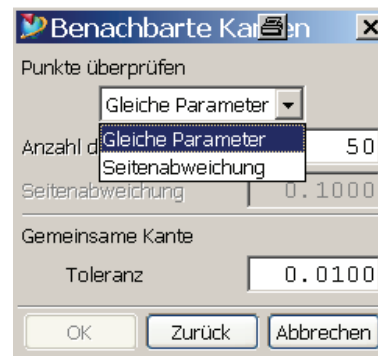 Benachbarte Ka en
Punkte überprüfen
Gleiche Parameter
Gleiche Parameter
Anzahl d 50
Seitenabweichung
Seitenabweichung 0.1000
Gemeinsame Kante
Toleranz 0.0100
OK Zurück Abbrechen